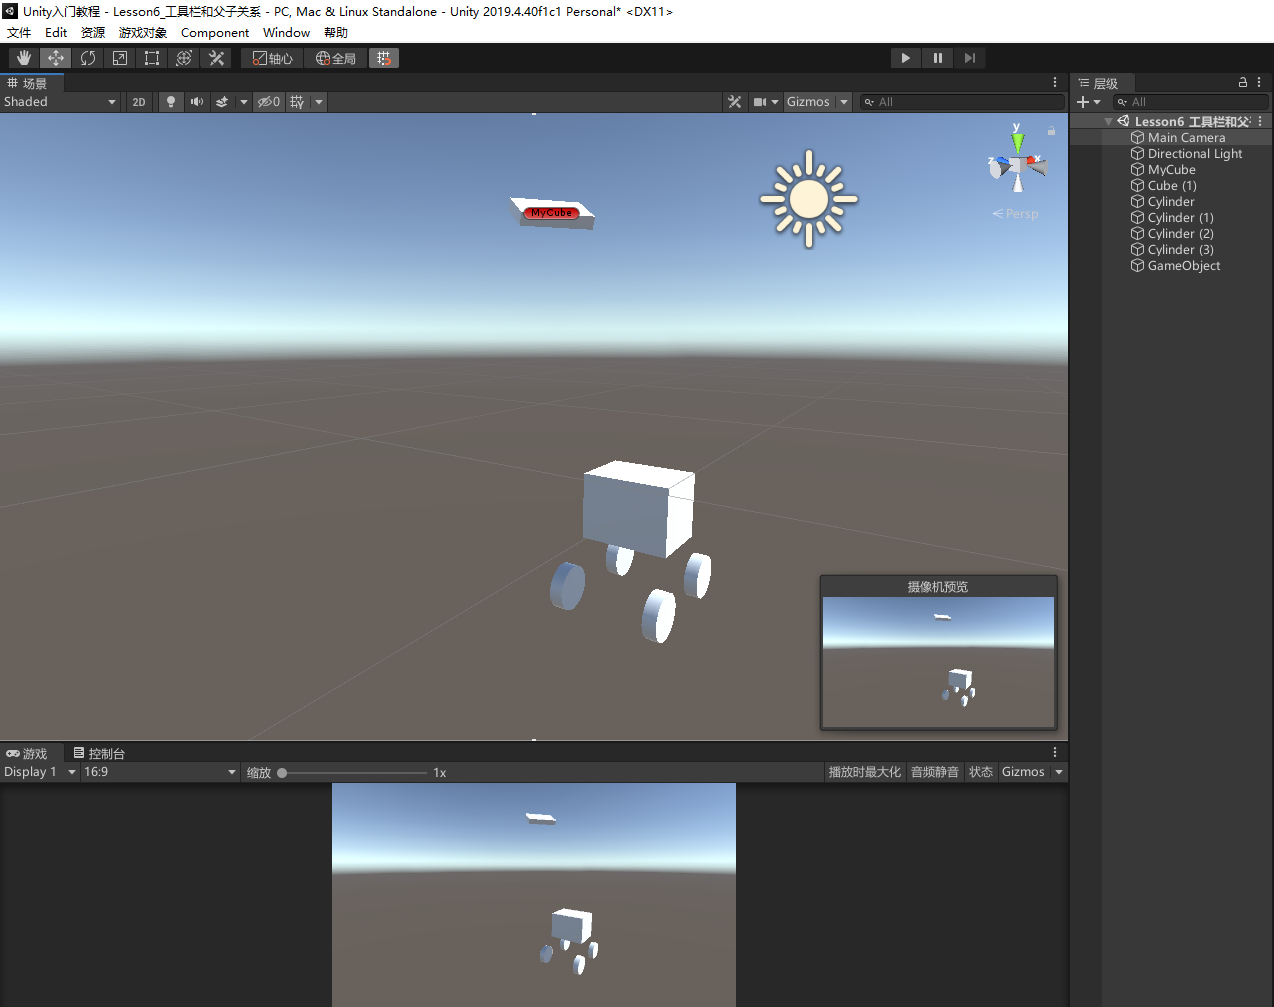 Unity入门教程 - Lesson6_工具栏和父子关系 - PC, Mac & Linux Standalone - Unity 2019.4.40f1c1 Personal* <DX11>
文件 Edit 资源 游戏对象 Component Window 帮助
轴心 全局
场景
Shaded 2D 0 Gizmos All
y
x
z
Persp
MyCube
摄像机预览
游戏 控制台
Display 1 16:9 缩放 1x 播放时最大化 音频静音 状态 Gizmos
层级
All
Lesson6 工具栏和父子
Main Camera
Directional Light
MyCube
Cube (1)
Cylinder
Cylinder (1)
Cylinder (2)
Cylinder (3)
GameObject